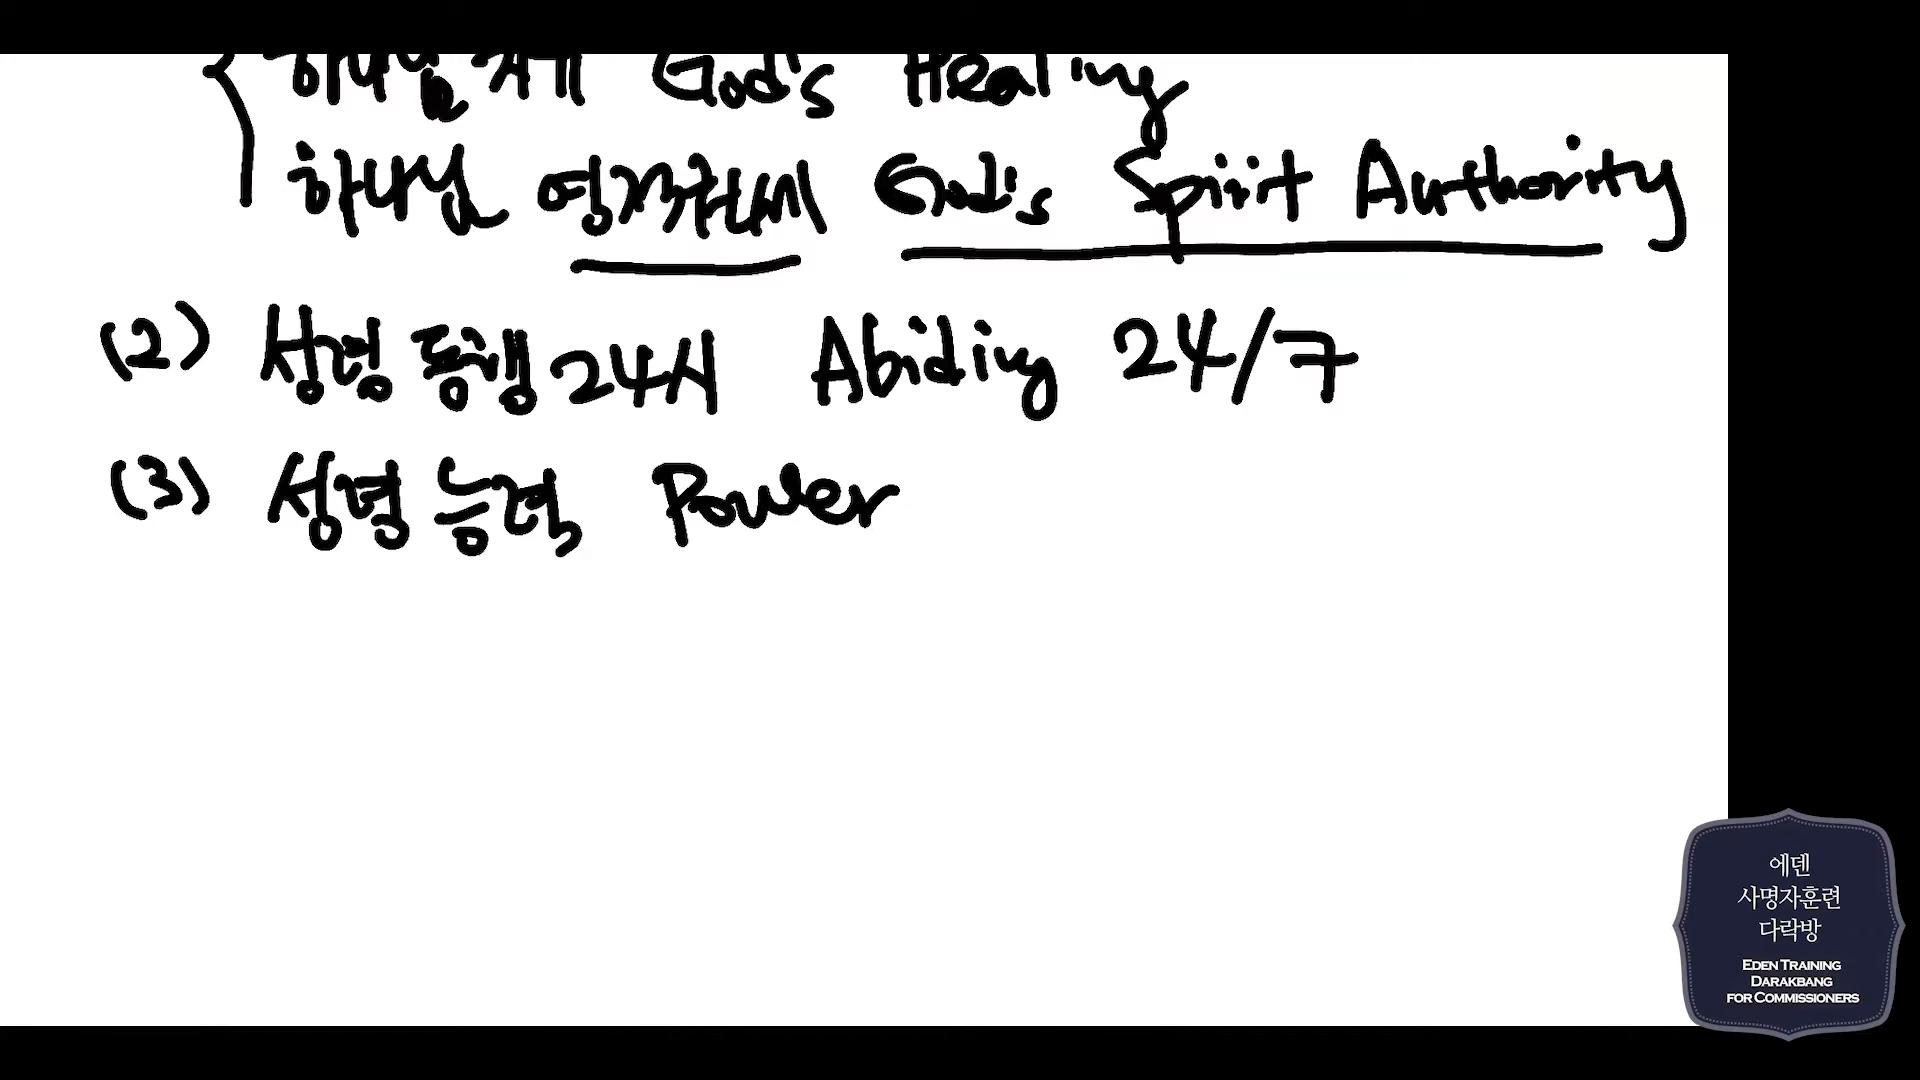 하나님 치유 God's Healing
하나님 영적권세 God's Spirit Authority
(2) 성령 동행 24시 Abiding 24/7
(3) 성령 능력 Power
에덴
사명자훈련
다락방
EDEN TRAINING
DARAKBANG
FOR COMMISSIONERS